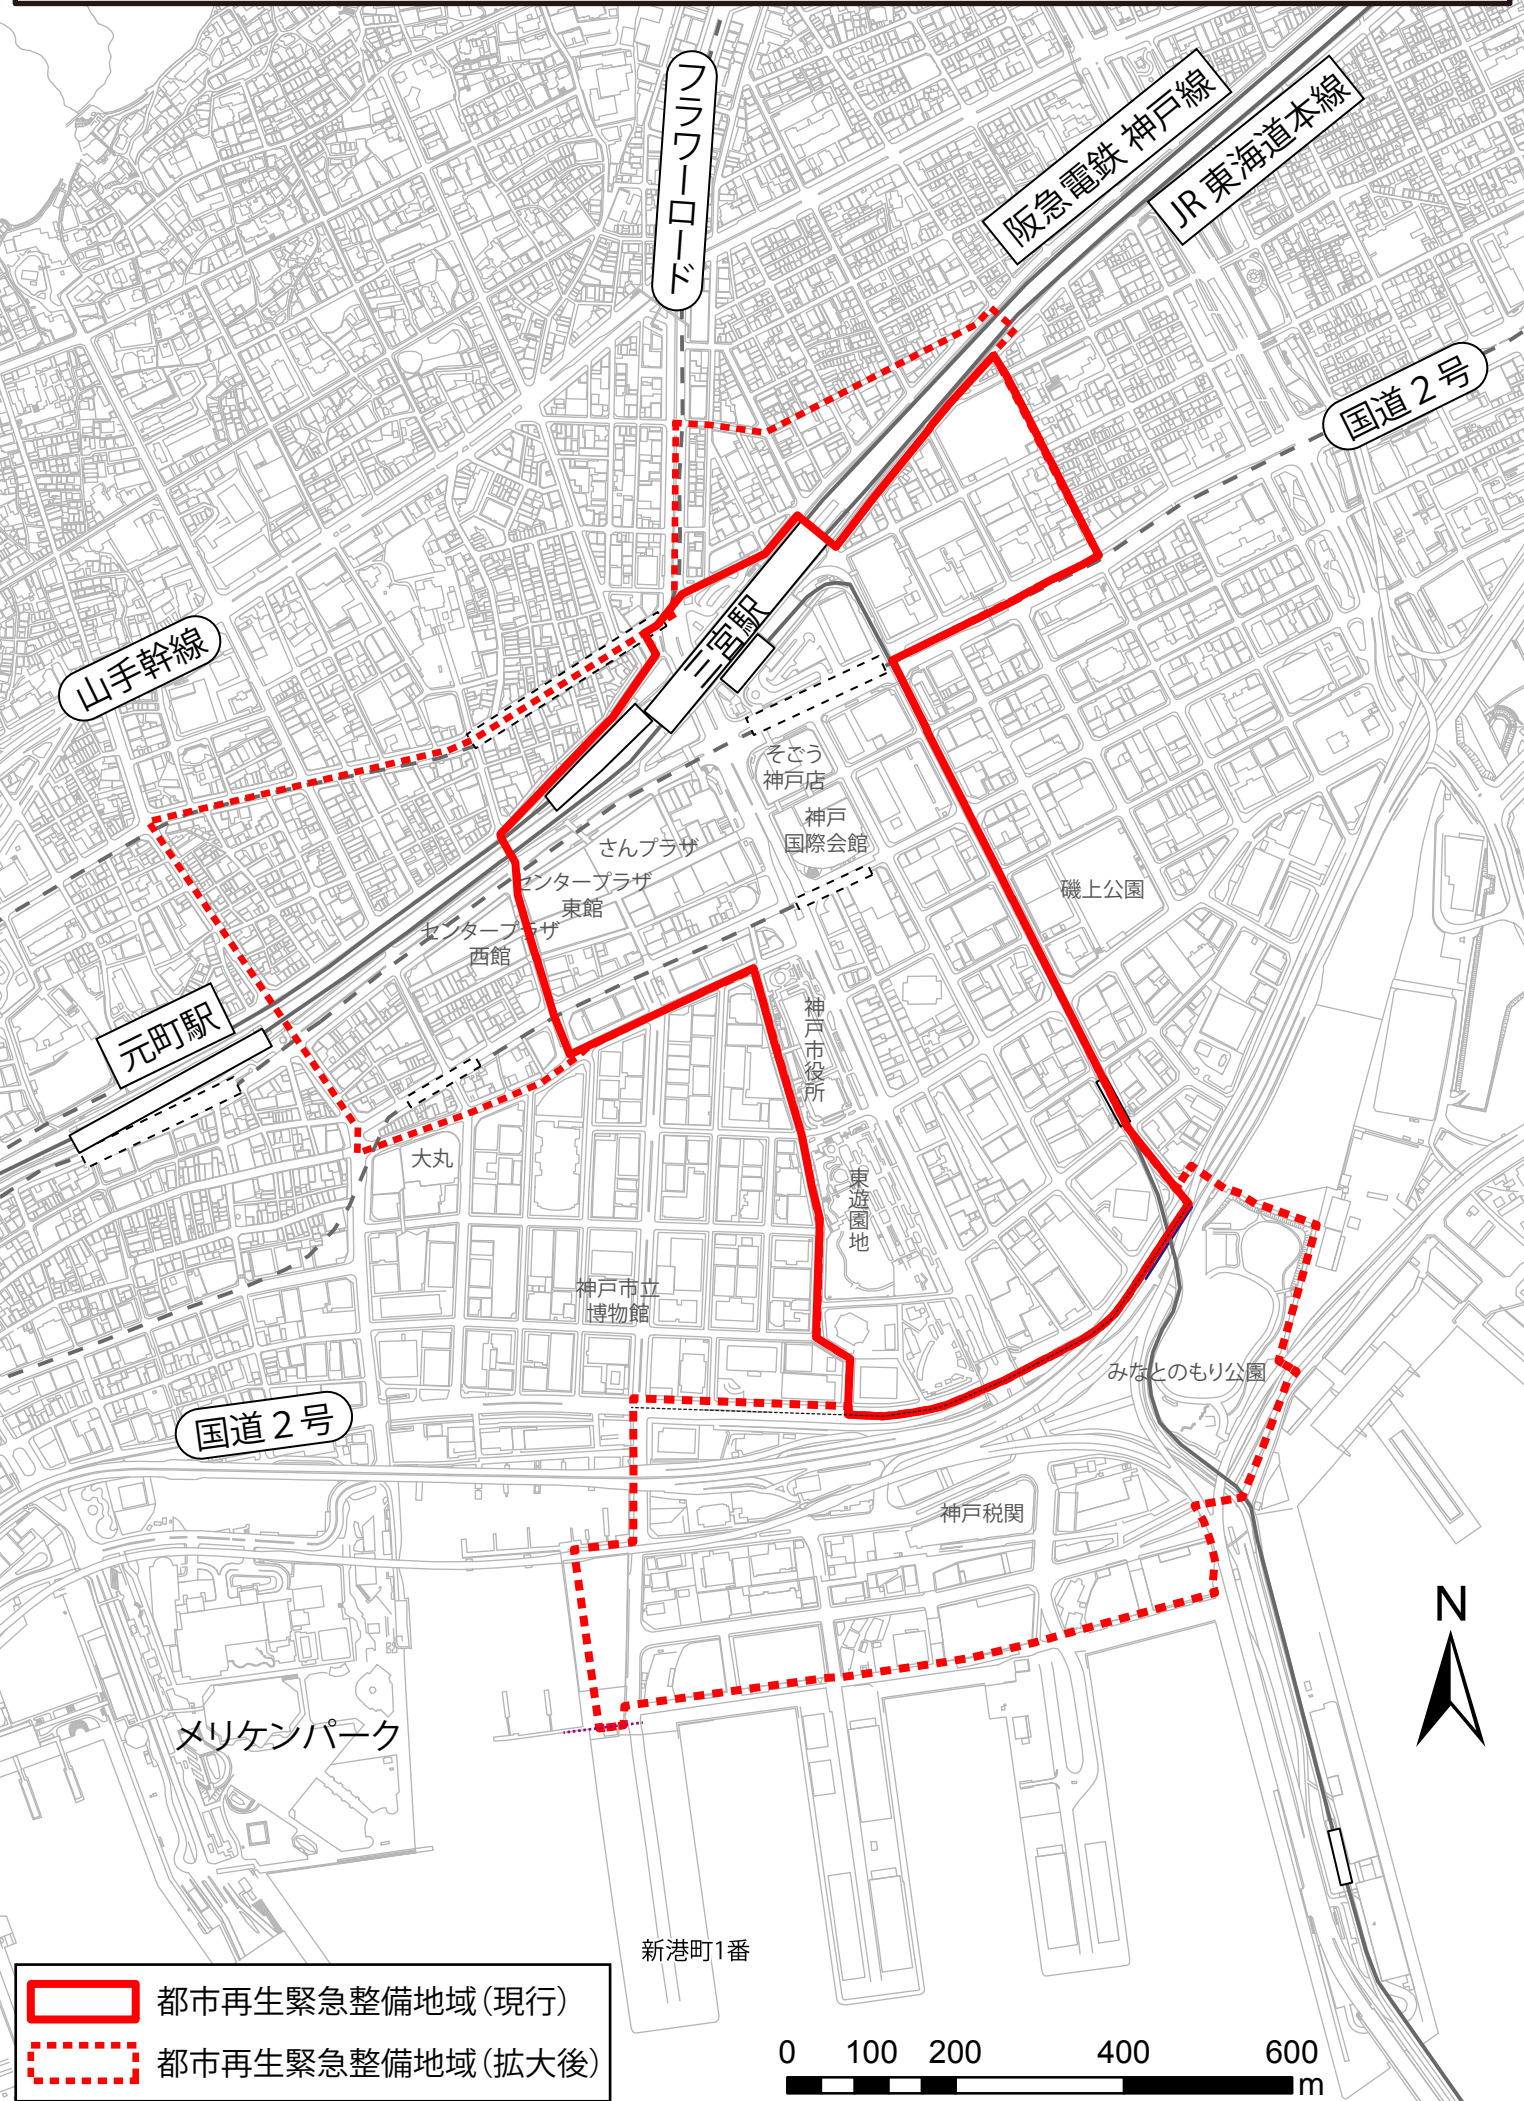 フラワーロード
阪急電鉄 神戸線
JR 東海道本線
国道２号
山手幹線
三宮駅
そごう
神戸店
神戸
国際会館
さんプラザ
センタープラザ
東館
センタープラザ
西館
磯上公園
元町駅
神戸市役所
大丸
東遊園地
神戸市立
博物館
みなとのもり公園
国道２号
神戸税関
N
メリケンパーク
新港町1番
都市再生緊急整備地域（現行）
都市再生緊急整備地域（拡大後）
0 100 200 400 600
m